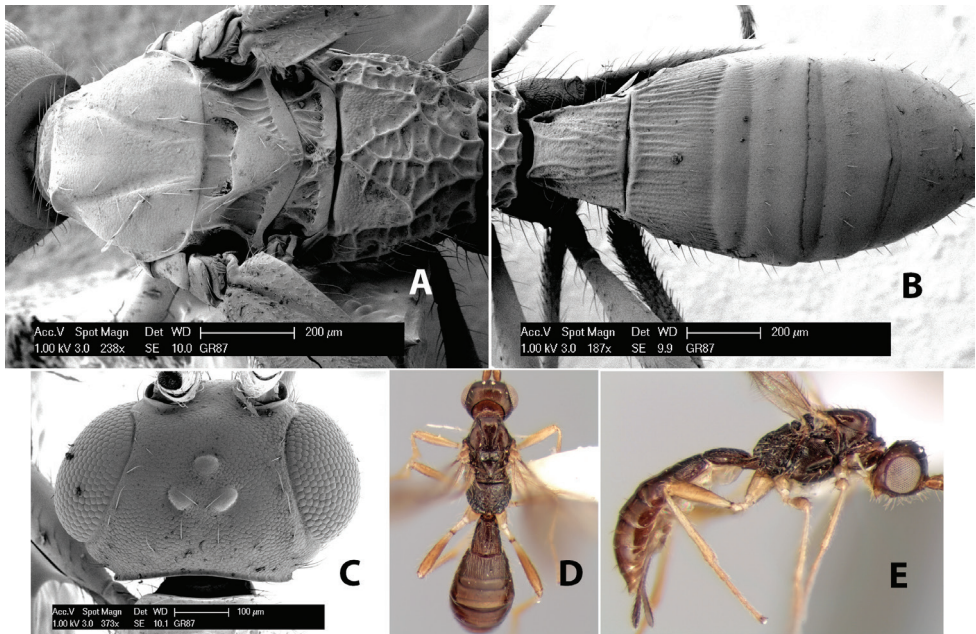 A
Acc.V Spot Magn Det WD 200 µm
1.00 kV 3.0 238x SE 10.0 GR87
B
Acc.V Spot Magn Det WD 200 µm
1.00 kV 3.0 187x SE 9.9 GR87
C
Acc.V Spot Magn Det WD 100 µm
1.00 kV 3.0 373x SE 10.1 GR87
D
E